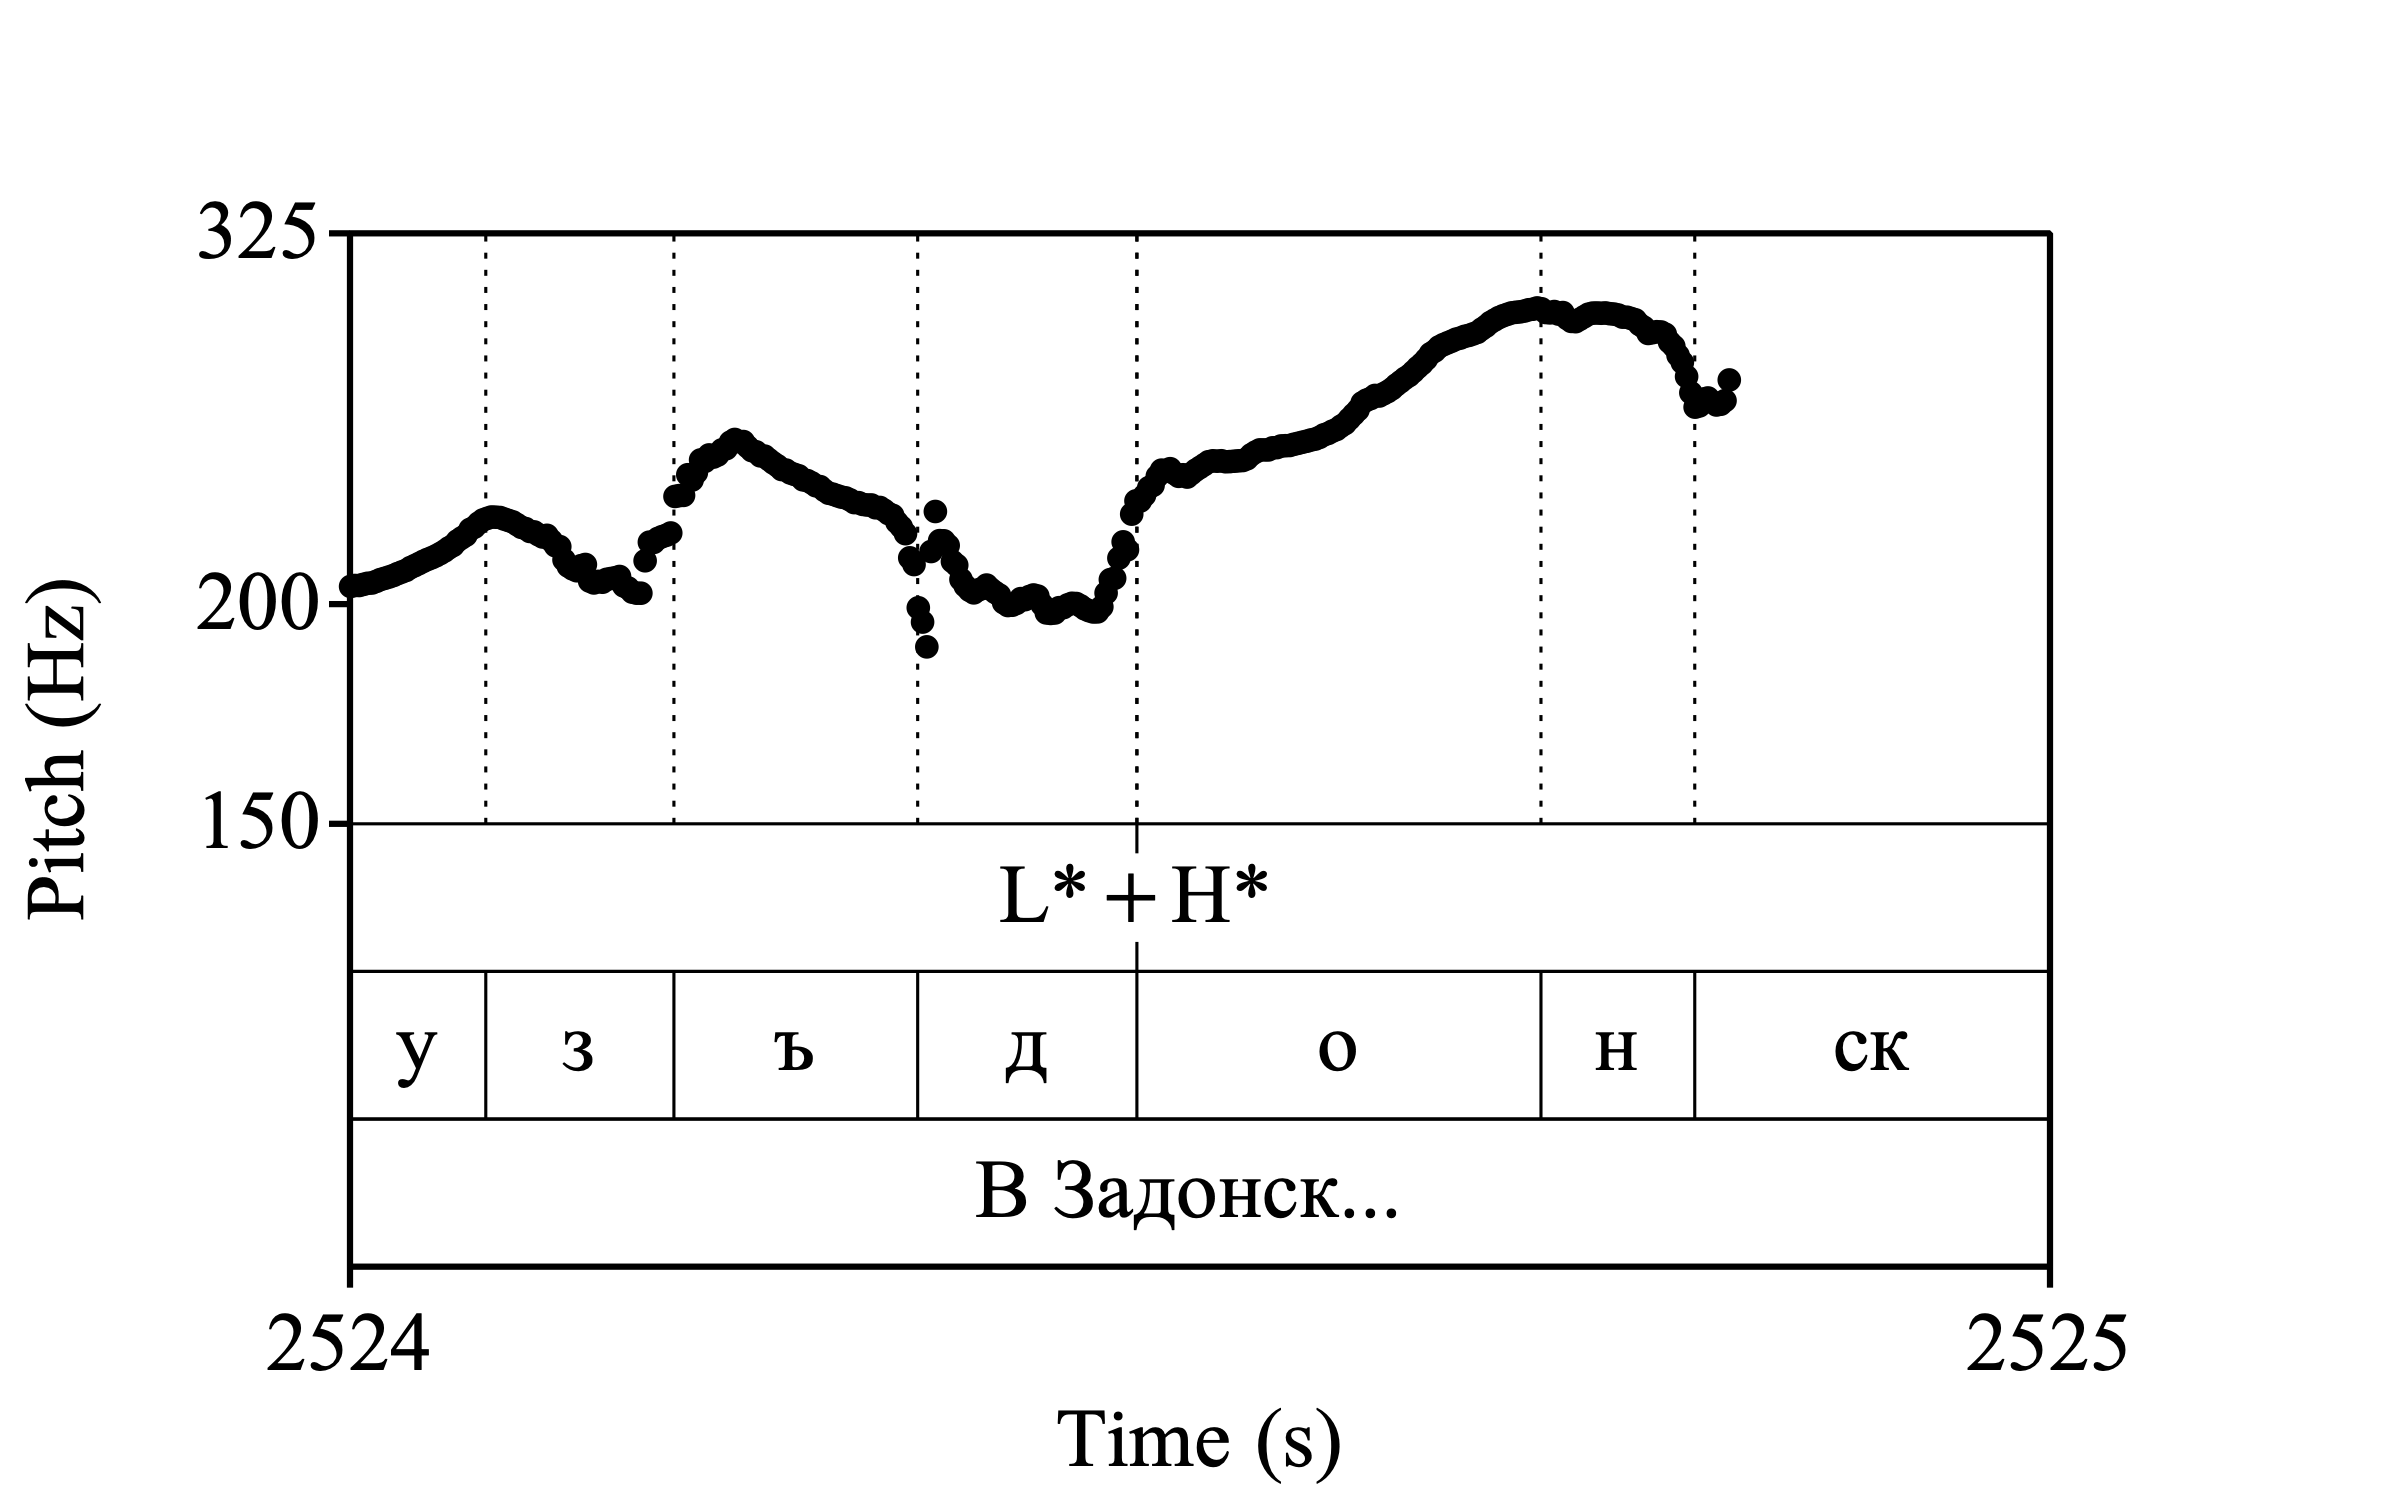 325
200
150
Pitch (Hz)
L* + H*
у з ъ д о н ск
В Задонск...
2524 2525
Time (s)